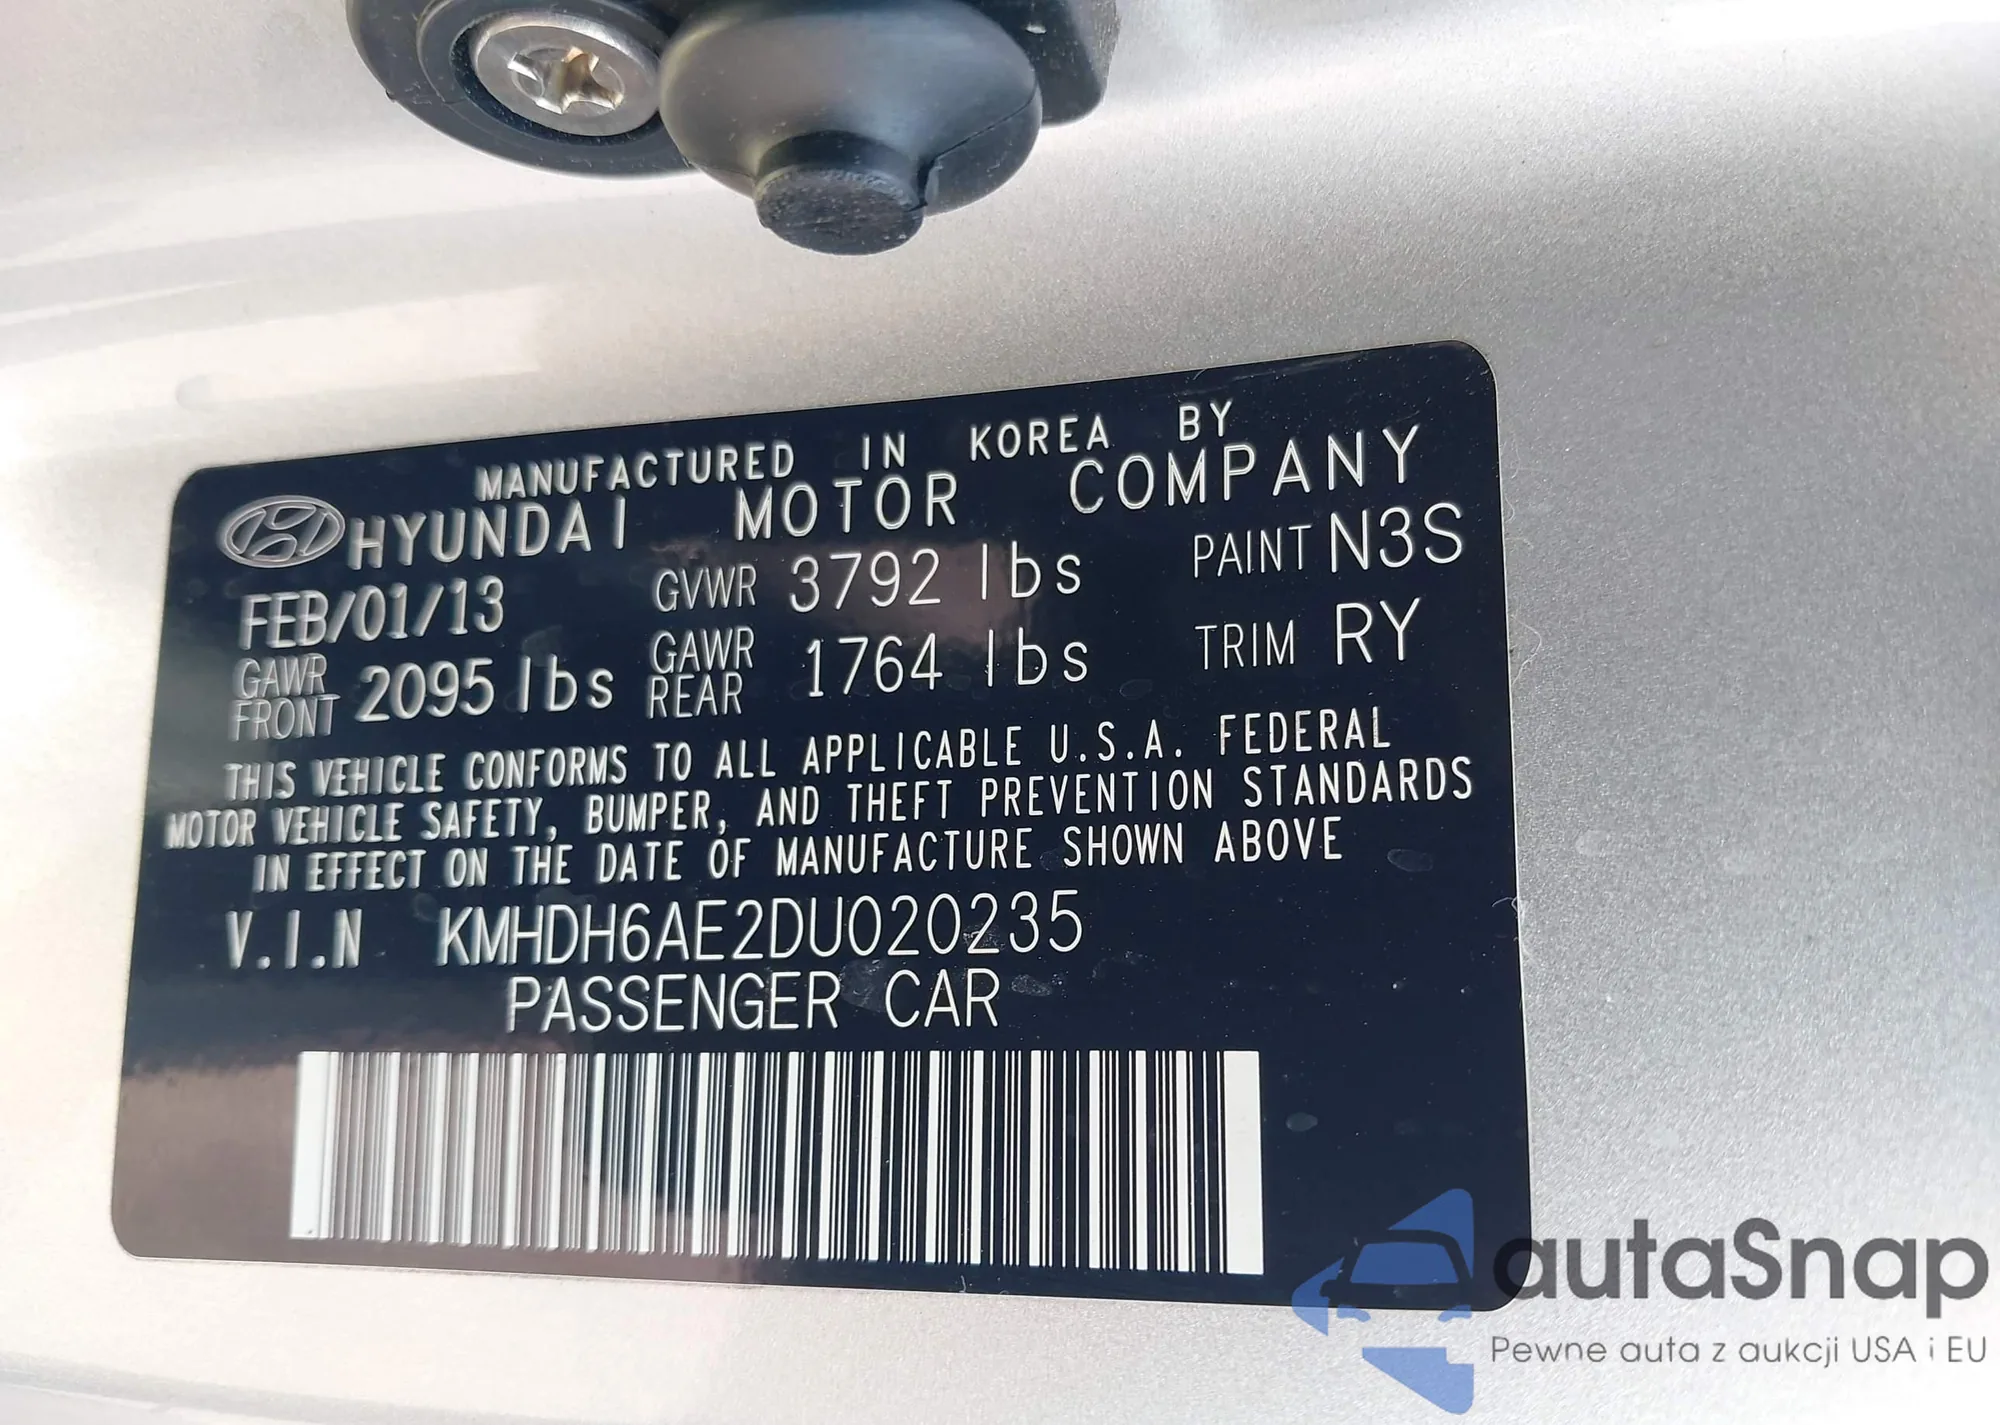 MANUFACTURED IN KOREA BY
HYUNDAI MOTOR COMPANY
FEB/01/13 GVWR 3792 lbs PAINT N3S
GAWR FRONT 2095 lbs GAWR REAR 1764 lbs TRIM RY
THIS VEHICLE CONFORMS TO ALL APPLICABLE U.S.A. FEDERAL
MOTOR VEHICLE SAFETY, BUMPER, AND THEFT PREVENTION STANDARDS
IN EFFECT ON THE DATE OF MANUFACTURE SHOWN ABOVE
V.I.N KMHDH6AE2DU020235
PASSENGER CAR
autaSnap
Pewne auta z aukcji USA i EU